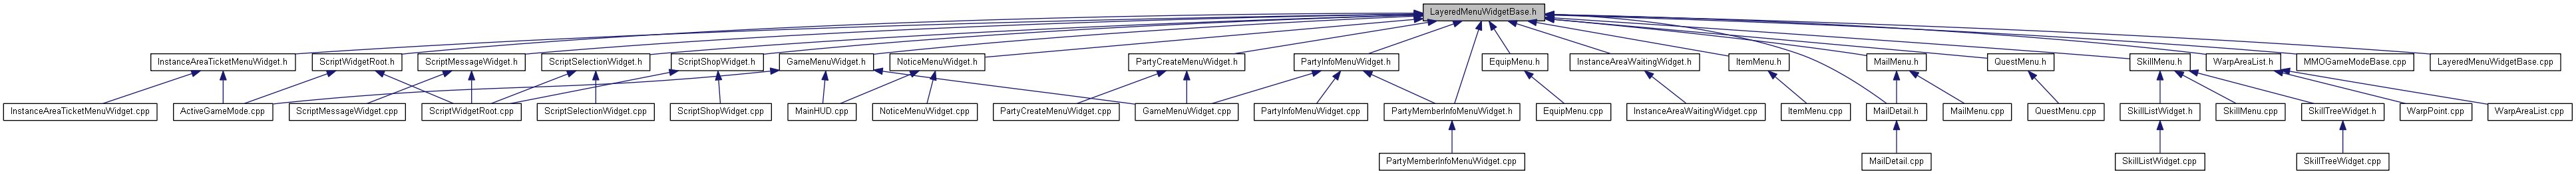 LayeredMenuWidgetBase.h
InstanceAreaTicketMenuWidget.h
ScriptWidgetRoot.h
ScriptMessageWidget.h
ScriptSelectionWidget.h
ScriptShopWidget.h
GameMenuWidget.h
NoticeMenuWidget.h
PartyCreateMenuWidget.h
PartyInfoMenuWidget.h
EquipMenu.h
InstanceAreaWaitingWidget.h
ItemMenu.h
MailMenu.h
QuestMenu.h
SkillMenu.h
WarpAreaList.h
MMOGameModeBase.cpp
LayeredMenuWidgetBase.cpp
InstanceAreaTicketMenuWidget.cpp
ActiveGameMode.cpp
ScriptMessageWidget.cpp
ScriptWidgetRoot.cpp
ScriptSelectionWidget.cpp
ScriptShopWidget.cpp
MainHUD.cpp
NoticeMenuWidget.cpp
PartyCreateMenuWidget.cpp
GameMenuWidget.cpp
PartyInfoMenuWidget.cpp
PartyMemberInfoMenuWidget.h
EquipMenu.cpp
InstanceAreaWaitingWidget.cpp
ItemMenu.cpp
MailDetail.h
MailMenu.cpp
QuestMenu.cpp
SkillListWidget.h
SkillMenu.cpp
SkillTreeWidget.h
WarpPoint.cpp
WarpAreaList.cpp
PartyMemberInfoMenuWidget.cpp
MailDetail.cpp
SkillListWidget.cpp
SkillTreeWidget.cpp